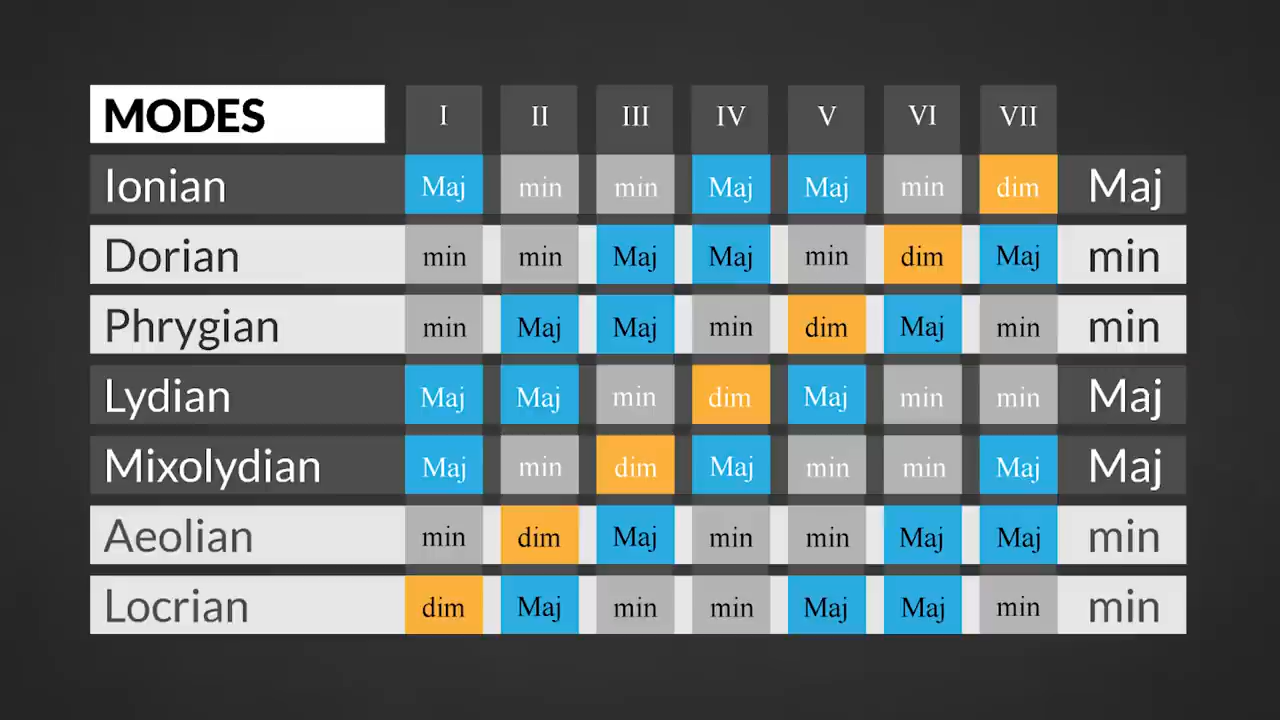 MODES I II III IV V VI VII
Ionian Maj min min Maj Maj min dim Maj
Dorian min min Maj Maj min dim Maj min
Phrygian min Maj Maj min dim Maj min min
Lydian Maj Maj min dim Maj min min Maj
Mixolydian Maj min dim Maj min min Maj Maj
Aeolian min dim Maj min min Maj Maj min
Locrian dim Maj min min Maj Maj min min